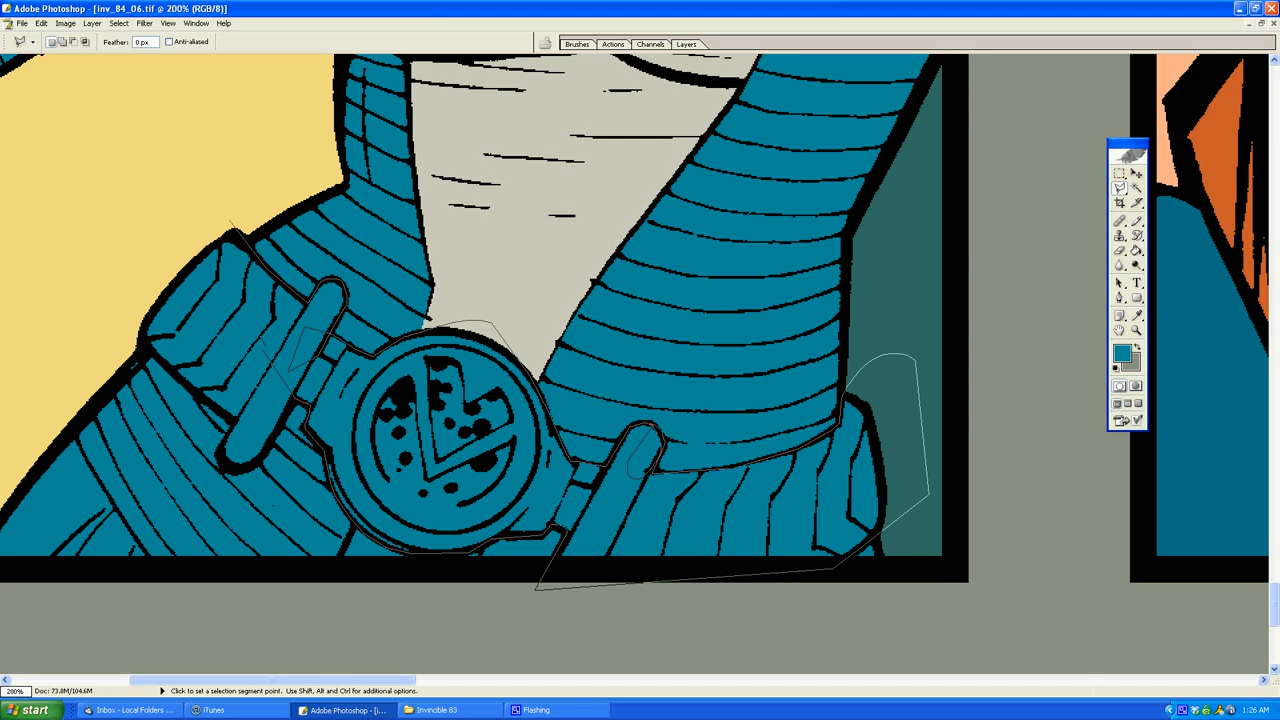 Adobe Photoshop - [inv_84_06.tif @ 200% (RGB/8)]
File Edit Image Layer Select Filter View Window Help
Feather: 0 px Anti-aliased Brushes Actions Channels Layers
T
200% Doc: 73.8M/104.6M Click to set a selection segment point. Use Shift, Alt and Ctrl for additional options.
start Inbox - Local Folders ... iTunes Adobe Photoshop - [i... Invincible 83 Flashing 1:26 AM